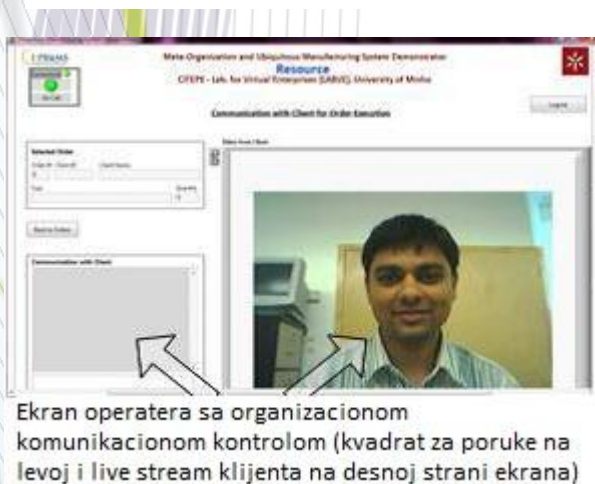 Meta-Organization and Ubiquitous Manufacturing System Demonstrator
Resource
CITEPE - Lab. for Virtual Enterprises (LABVE), University of Minho
Communication with Client for Order Execution
Selected Order
Client Name
Communication with Client
Ekran operatera sa organizacionom
komunikacionom kontrolom (kvadrat za poruke na
levoj i live stream klijenta na desnoj strani ekrana)